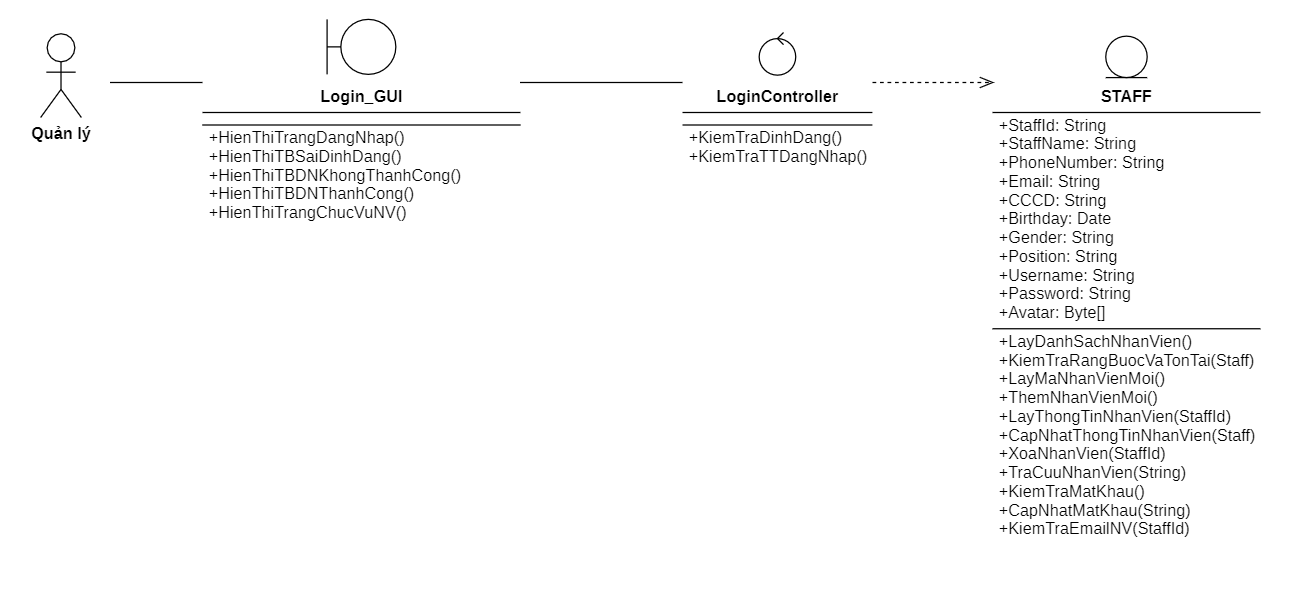 Quản lý
Login_GUI
+HienThiTrangDangNhap()
+HienThiTBSaiDinhDang()
+HienThiTBDNKhongThanhCong()
+HienThiTBDNThanhCong()
+HienThiTrangChucVuNV()
LoginController
+KiemTraDinhDang()
+KiemTraTTDangNhap()
STAFF
+StaffId: String
+StaffName: String
+PhoneNumber: String
+Email: String
+CCCD: String
+Birthday: Date
+Gender: String
+Position: String
+Username: String
+Password: String
+Avatar: Byte[]
+LayDanhSachNhanVien()
+KiemTraRangBuocVaTonTai(Staff)
+LayMaNhanVienMoi()
+ThemNhanVienMoi()
+LayThongTinNhanVien(StaffId)
+CapNhatThongTinNhanVien(Staff)
+XoaNhanVien(StaffId)
+TraCuuNhanVien(String)
+KiemTraMatKhau()
+CapNhatMatKhau(String)
+KiemTraEmailNV(StaffId)